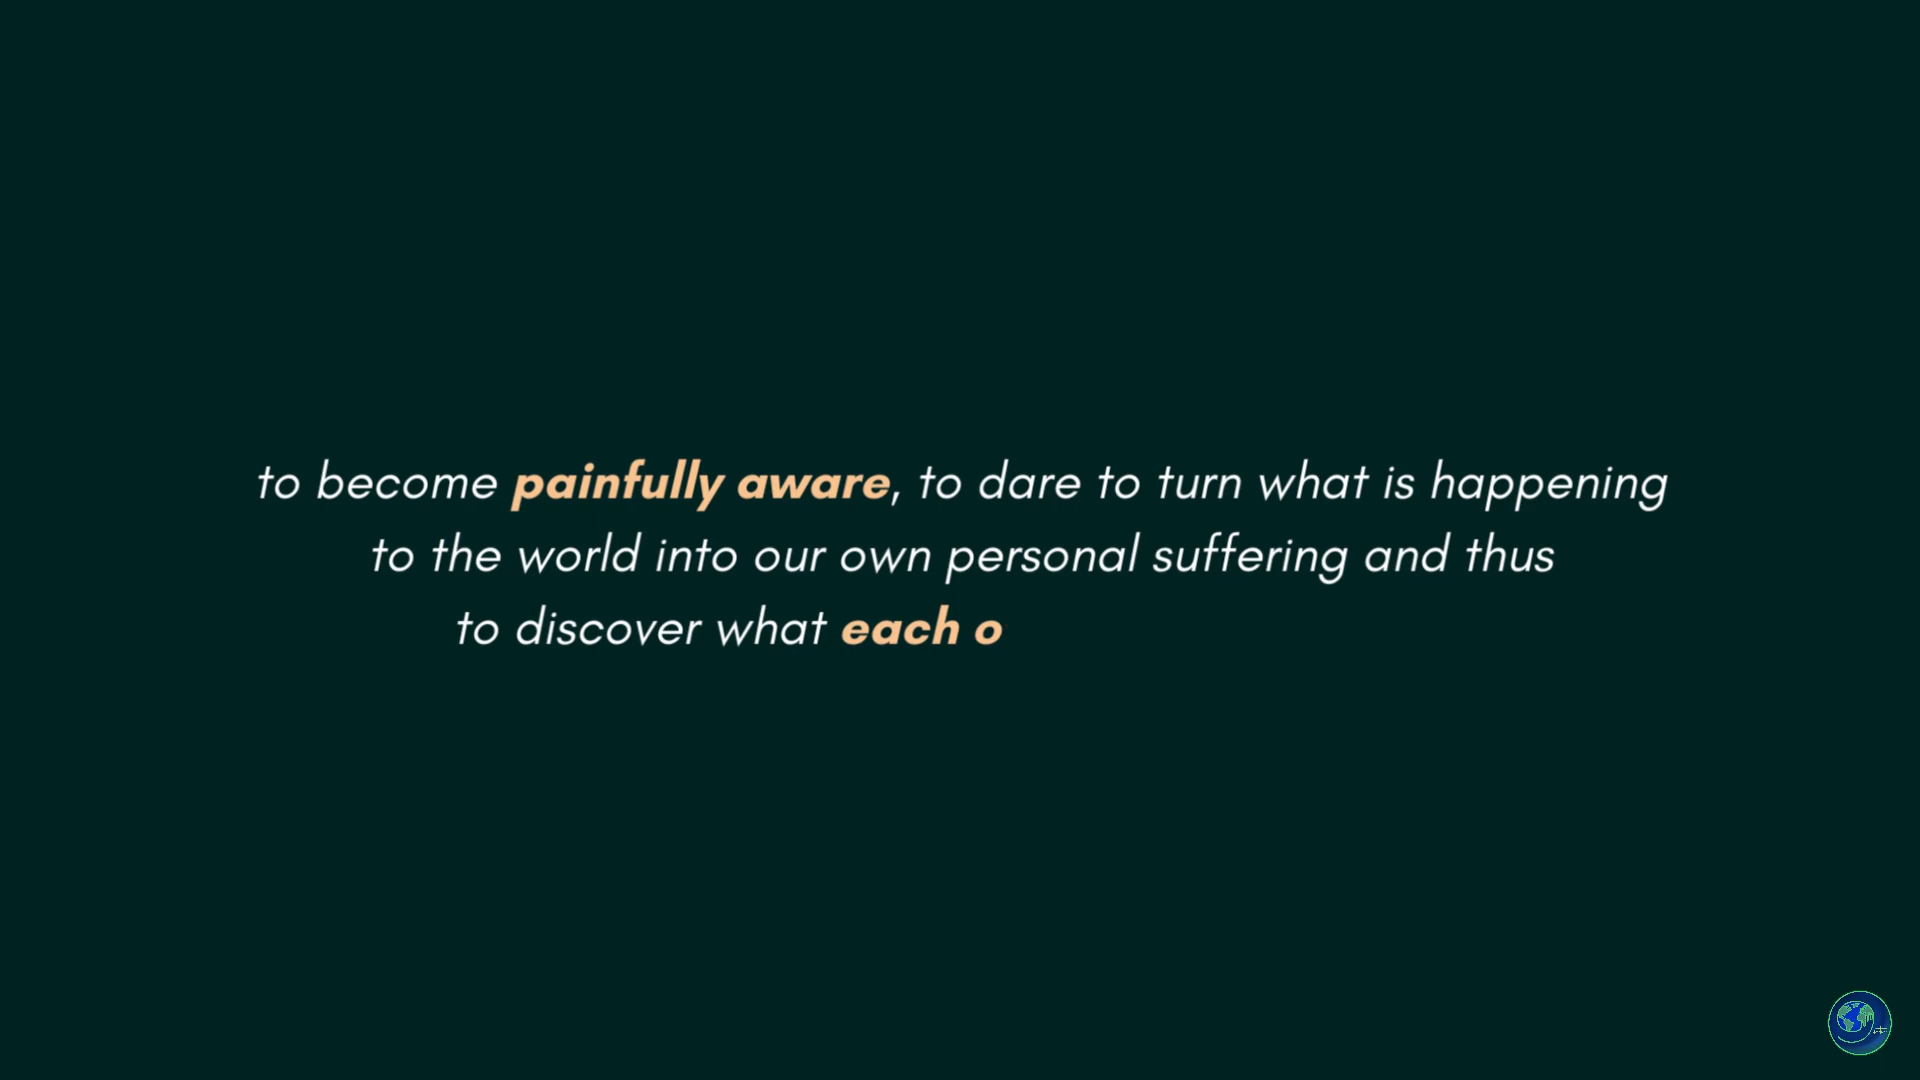 to become painfully aware, to dare to turn what is happening
to the world into our own personal suffering and thus
to discover what each o